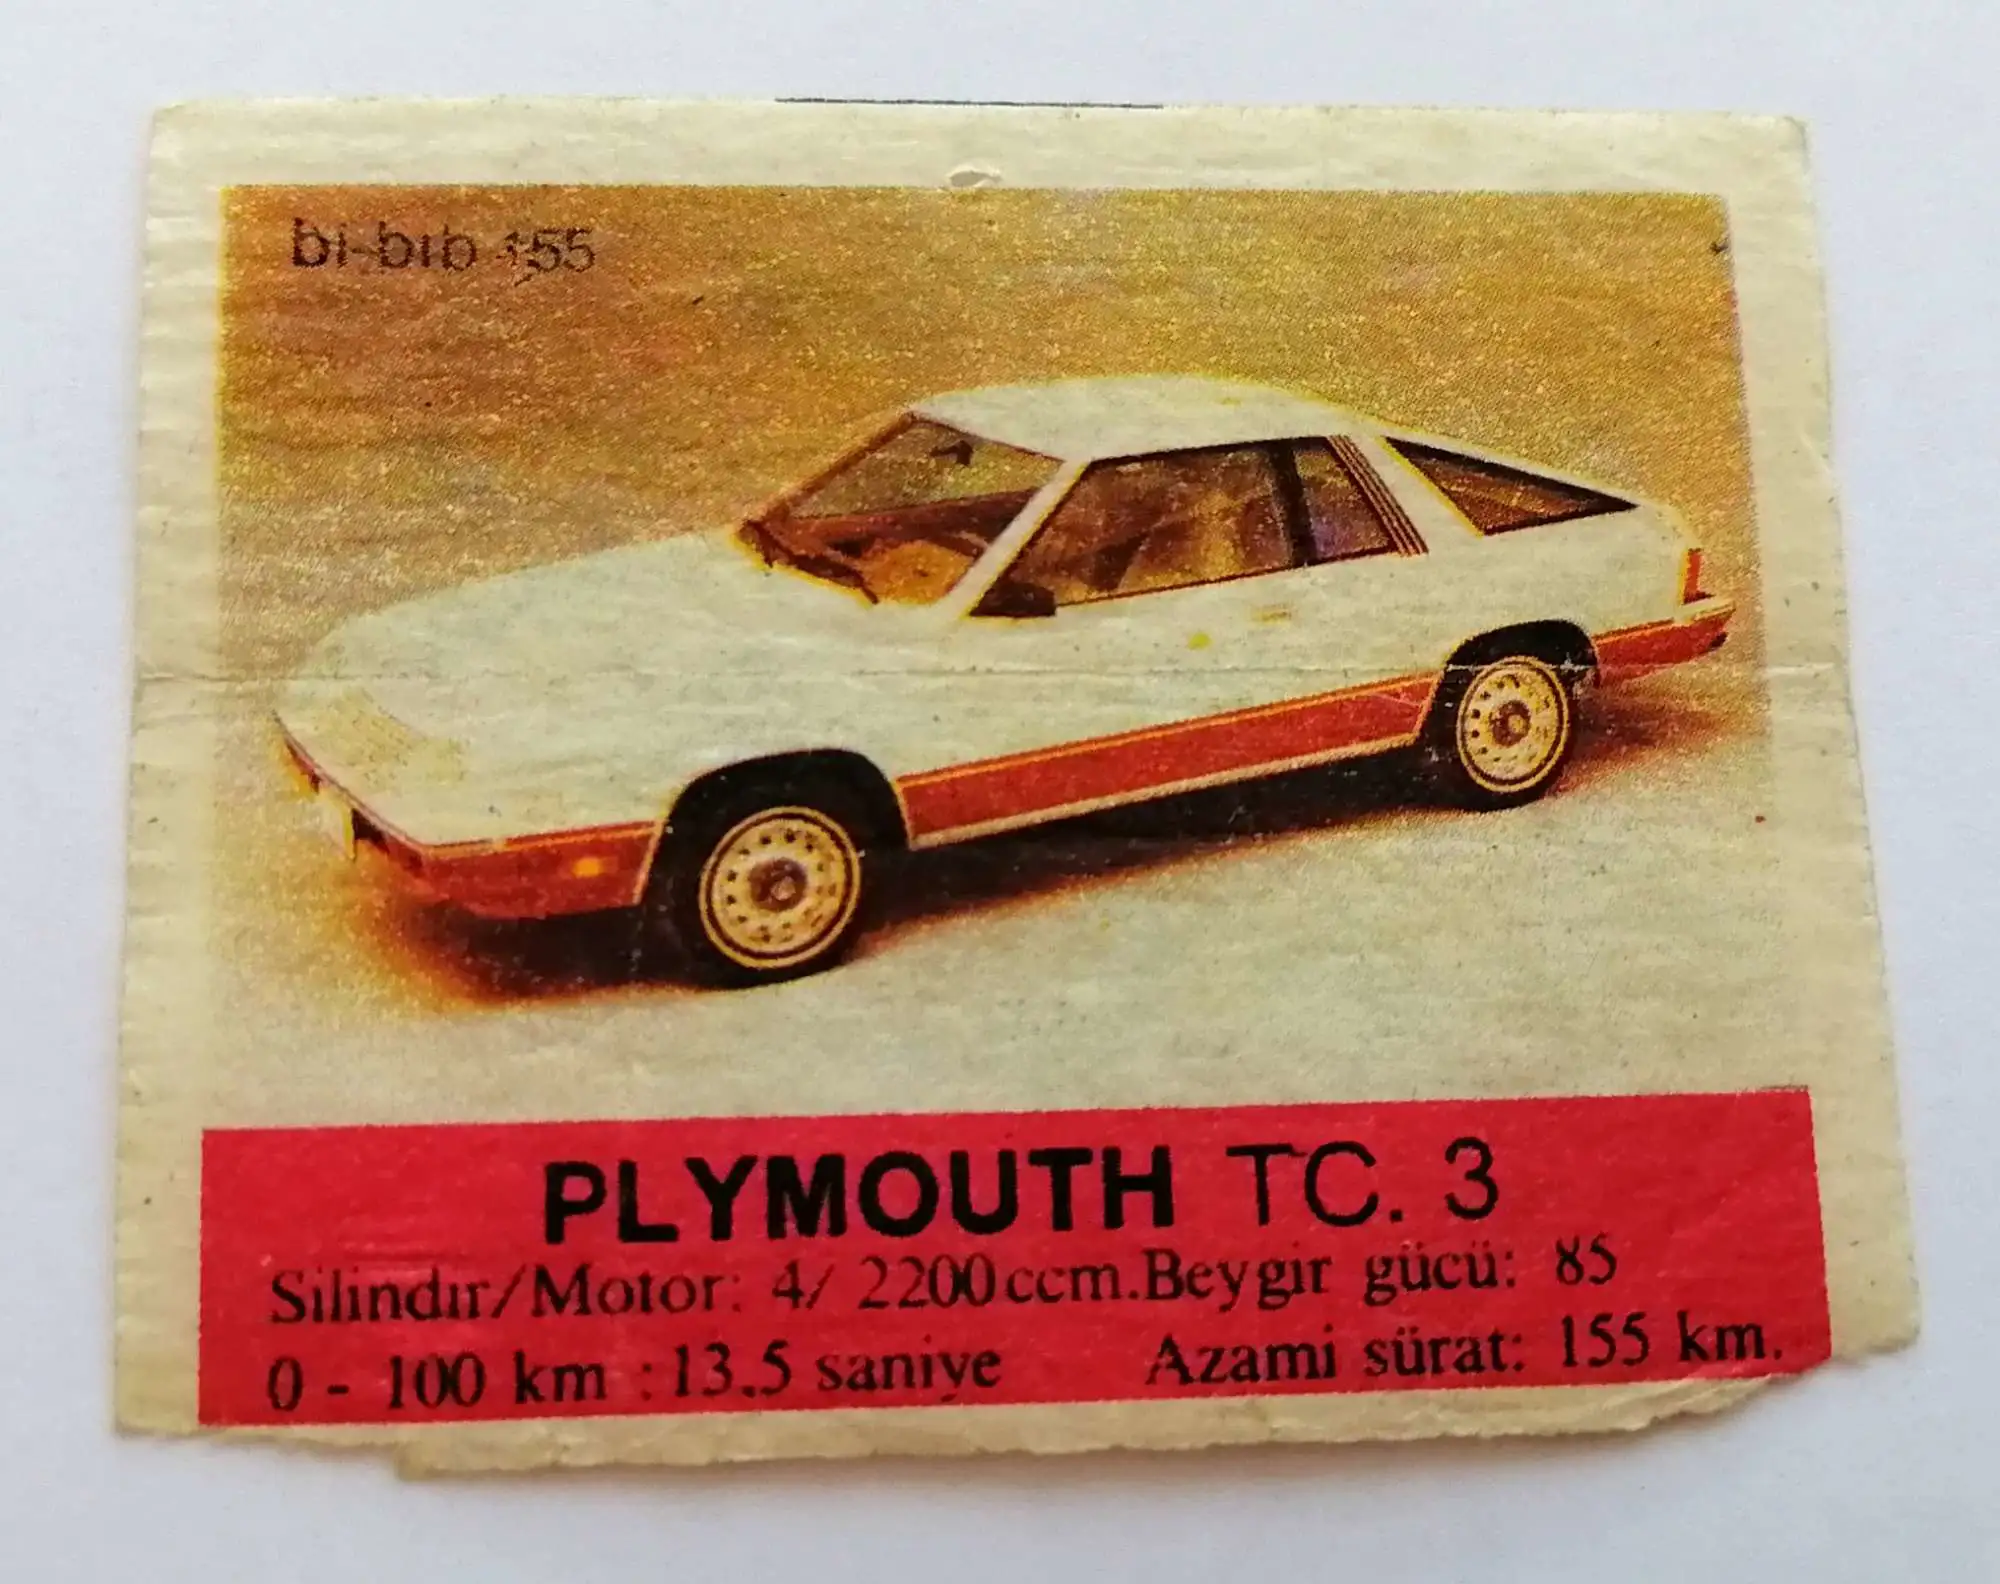 bi-bib 155
PLYMOUTH TC. 3
Silindir/Motor: 4/ 2200ccm.Beygir gücü: 85
0 - 100 km : 13.5 saniye Azami sürat: 155 km.